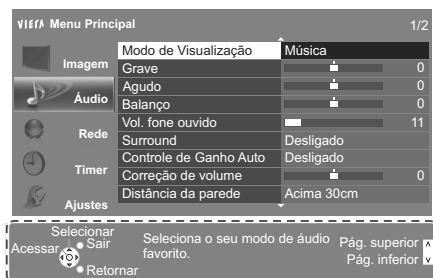 VIErA Menu Principal 1/2
Imagem
Áudio
Rede
Timer
Ajustes
Modo de Visualização Música
Grave 0
Agudo 0
Balanço 0
Vol. fone ouvido 11
Surround Desligado
Controle de Ganho Auto Desligado
Correção de volume 0
Distância da parede Acima 30cm
Selecionar
Acessar Sair
Retornar
Seleciona o seu modo de áudio
favorito.
Pág. superior
Pág. inferior